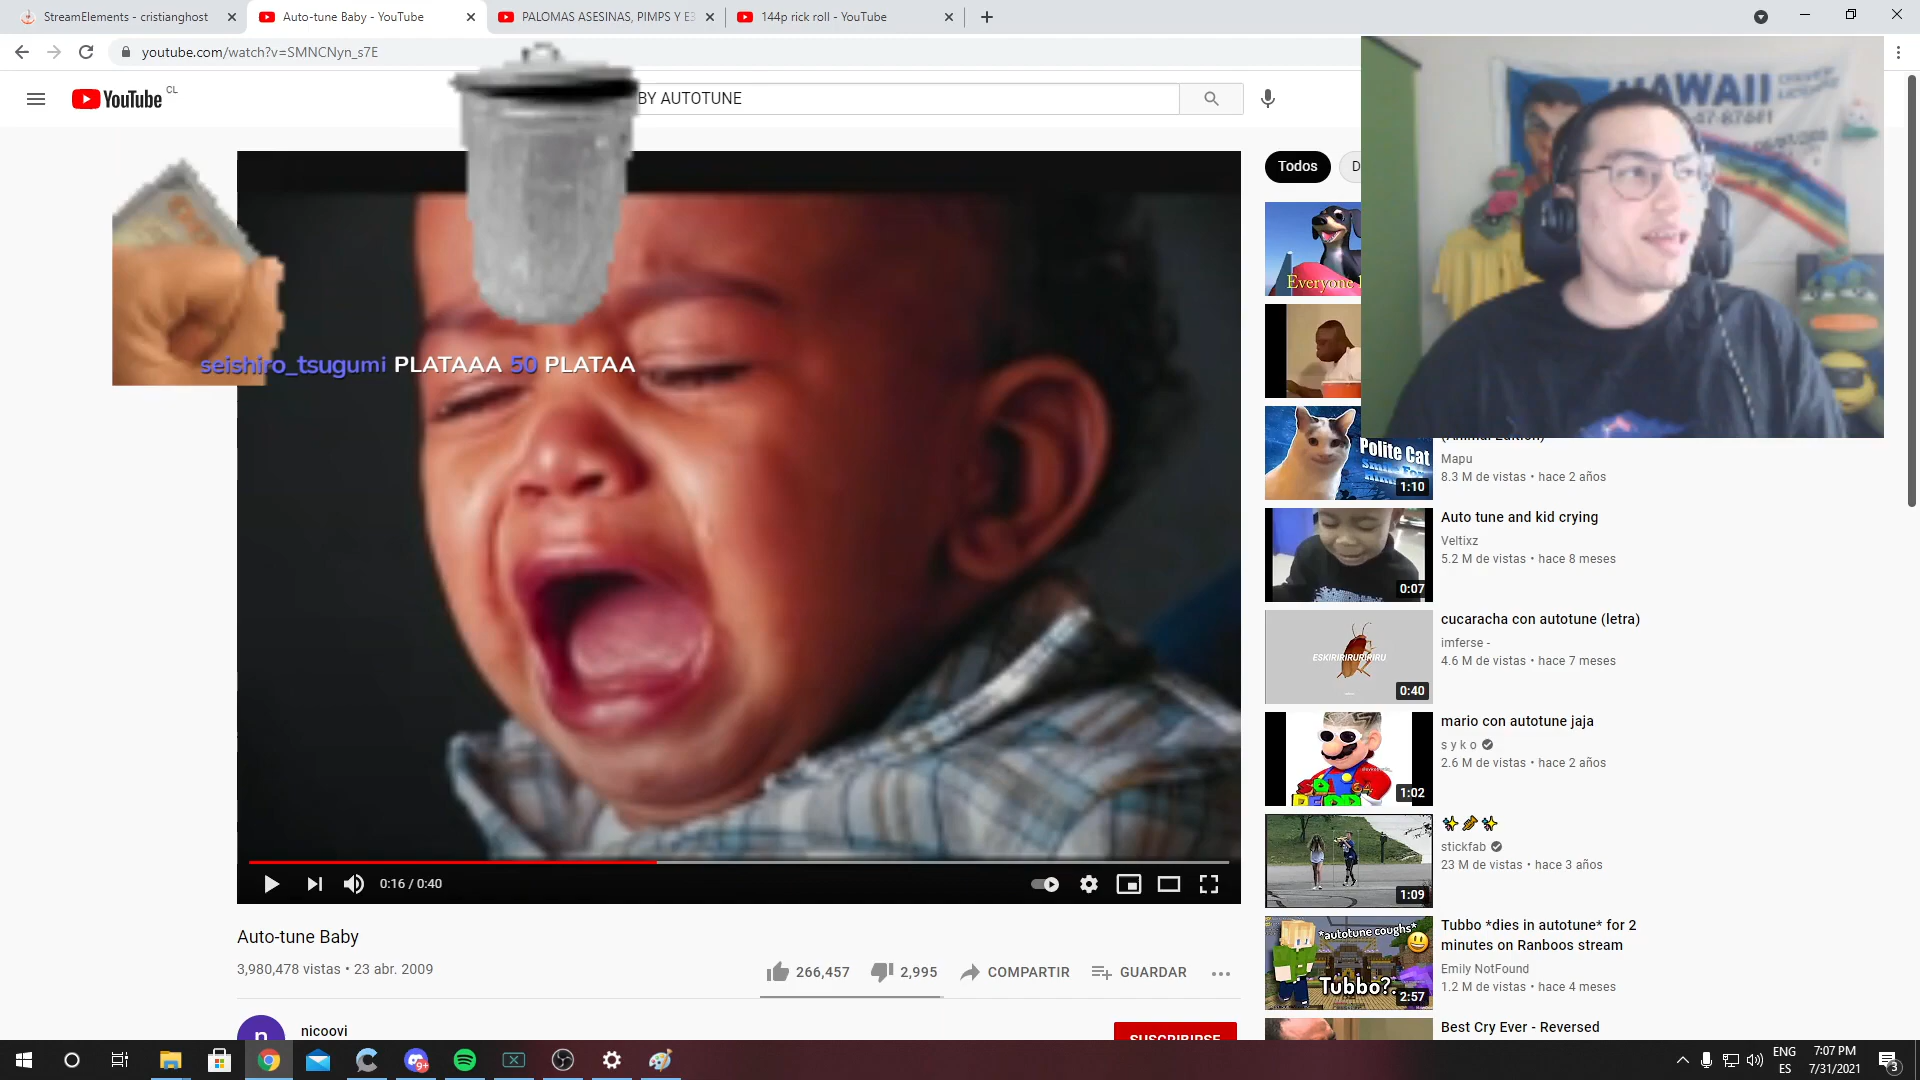 StreamElements - cristianghost
Auto-tune Baby - YouTube
PALOMAS ASESINAS, PIMPS Y E
144p rick roll - YouTube
youtube.com/watch?v=SMNCNyn_s7E
YouTube CL
BY AUTOTUNE
Todos
D
HAWAII
Everyone
seishiro_tsugumi PLATAAA 50 PLATAA
Polite Cat
1:10
Mapu
8.3 M de vistas • hace 2 años
Auto tune and kid crying
Veltixz
5.2 M de vistas • hace 8 meses
0:07
cucaracha con autotune (letra)
imferse -
4.6 M de vistas • hace 7 meses
ESKIRIRIRURIRIRU
0:40
mario con autotune jaja
s y k o
2.6 M de vistas • hace 2 años
1:02
stickfab
23 M de vistas • hace 3 años
1:09
Tubbo *dies in autotune* for 2
minutes on Ranboos stream
Emily NotFound
1.2 M de vistas • hace 4 meses
*autotune coughs*
Tubbo?.
2:57
Best Cry Ever - Reversed
0:16 / 0:40
Auto-tune Baby
3,980,478 vistas • 23 abr. 2009
266,457
2,995
COMPARTIR
GUARDAR
n
nicoovi
SUSCRIBIRSE
9+
ENG
ES
7:07 PM
7/31/2021
3